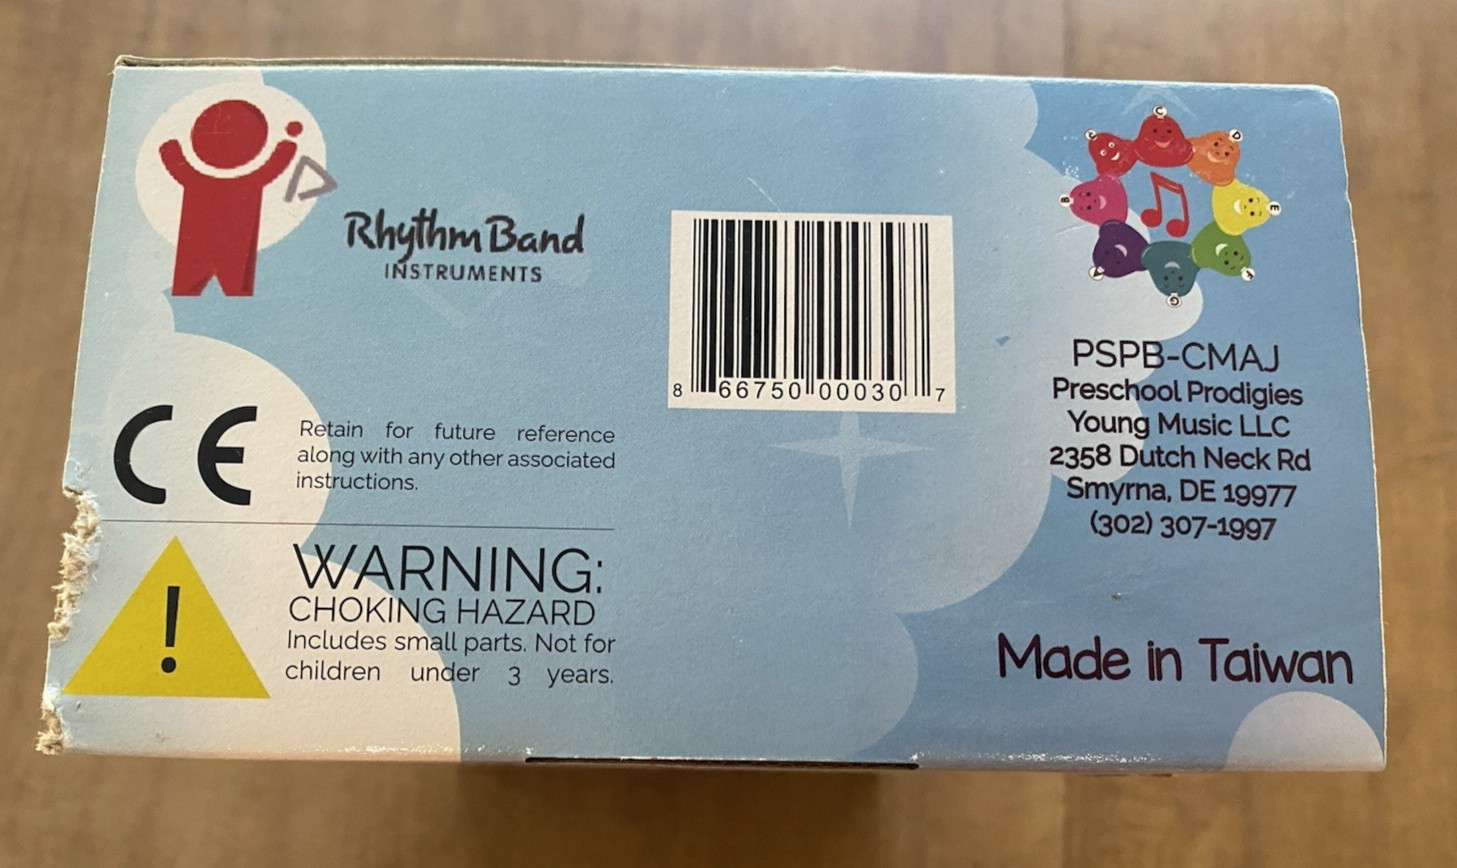 Rhythm Band
INSTRUMENTS
CE
Retain for future reference
along with any other associated
instructions.
!
WARNING:
CHOKING HAZARD
Includes small parts. Not for
children under 3 years.
8 66750 00030 7
C
D
E
F
G
A
B
C
PSPB-CMAJ
Preschool Prodigies
Young Music LLC
2358 Dutch Neck Rd
Smyrna, DE 19977
(302) 307-1997
Made in Taiwan